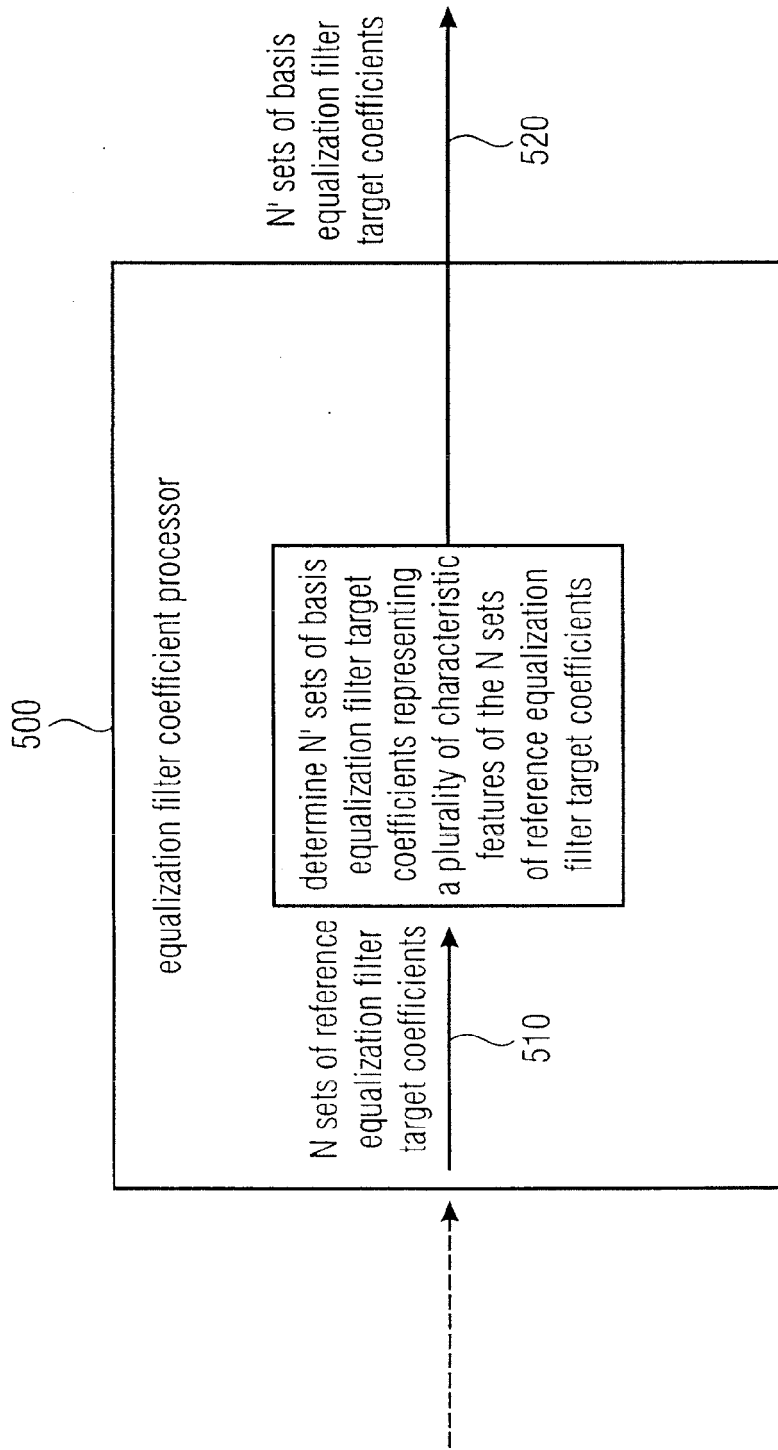 500
equalization filter coefficient processor
N sets of reference
equalization filter
target coefficients
510
determine N' sets of basis
equalization filter target
coefficients representing
a plurality of characteristic
features of the N sets
of reference equalization
filter target coefficients
N' sets of basis
equalization filter
target coefficients
520